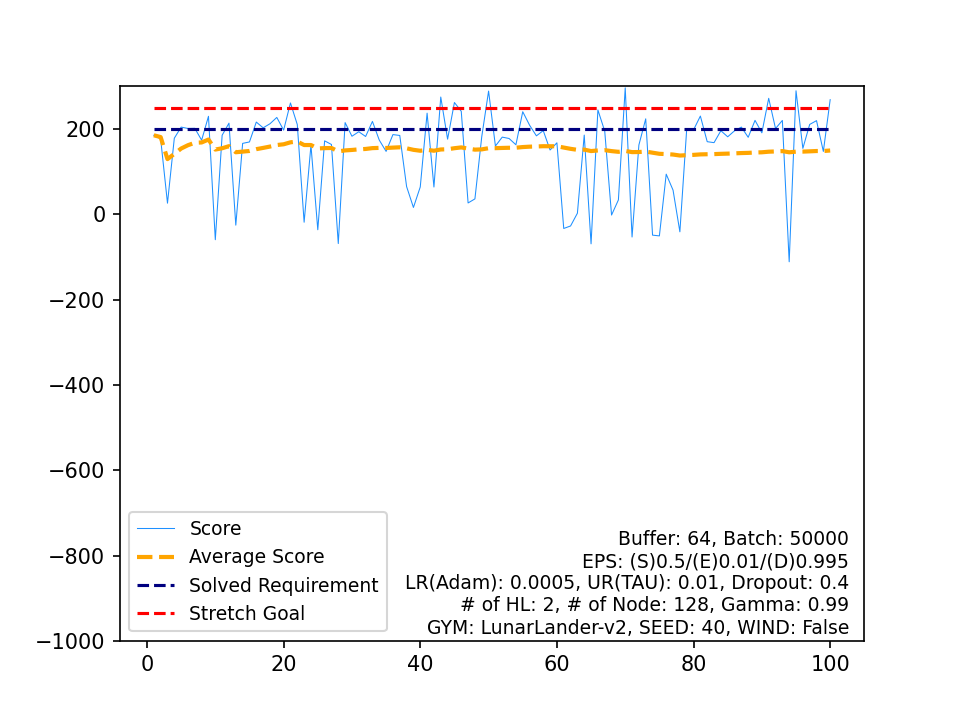 200
0
−200
−400
−600
−800
−1000
0 20 40 60 80 100
Score
Average Score
Solved Requirement
Stretch Goal
Buffer: 64, Batch: 50000
EPS: (S)0.5/(E)0.01/(D)0.995
LR(Adam): 0.0005, UR(TAU): 0.01, Dropout: 0.4
# of HL: 2, # of Node: 128, Gamma: 0.99
GYM: LunarLander-v2, SEED: 40, WIND: False